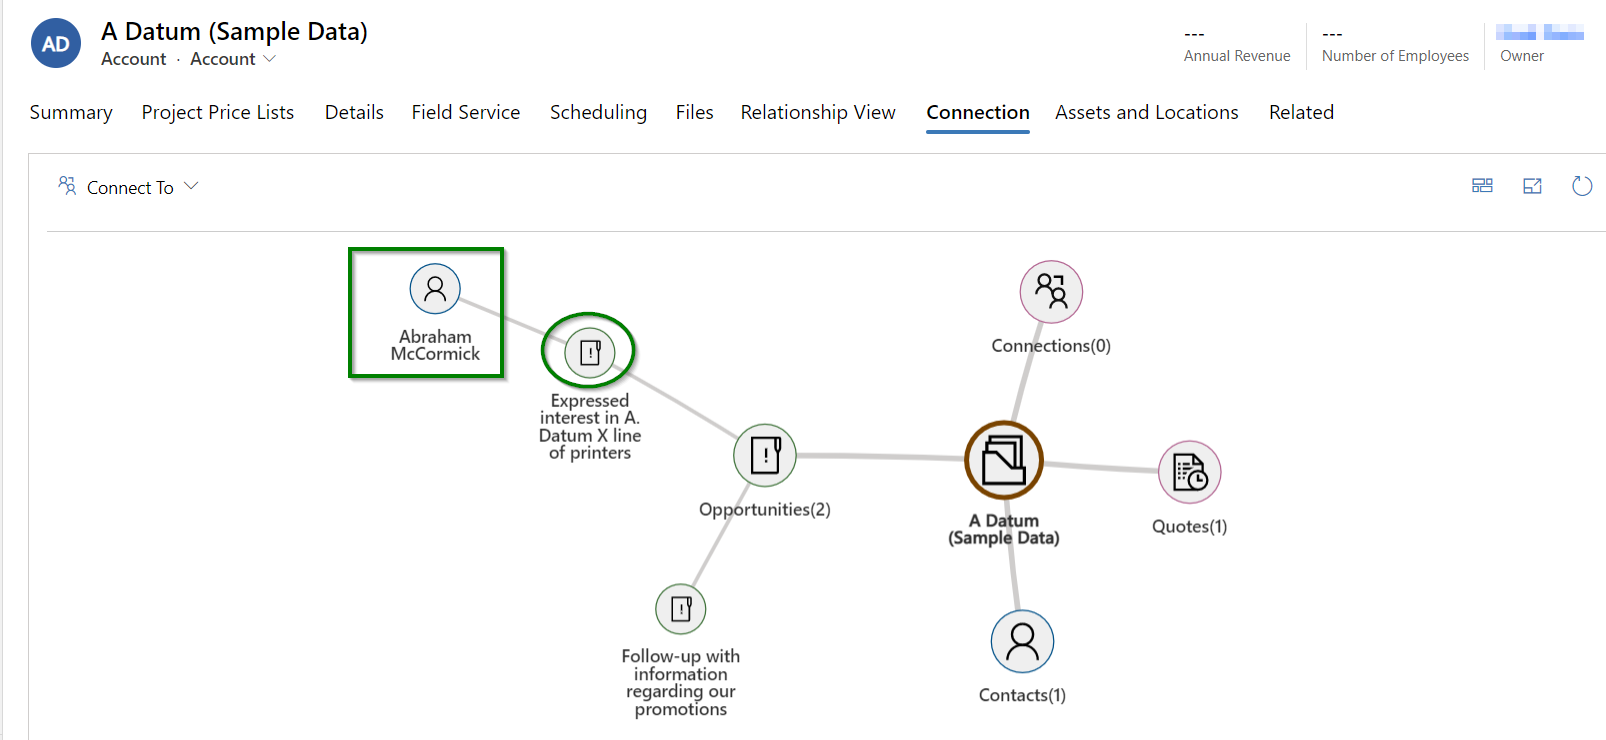 AD
A Datum (Sample Data)
Account · Account
---
Annual Revenue
---
Number of Employees
Owner
Summary
Project Price Lists
Details
Field Service
Scheduling
Files
Relationship View
Connection
Assets and Locations
Related
Connect To
Abraham
McCormick
Expressed
interest in A.
Datum X line
of printers
Opportunities(2)
Follow-up with
information
regarding our
promotions
Connections(0)
A Datum
(Sample Data)
Quotes(1)
Contacts(1)